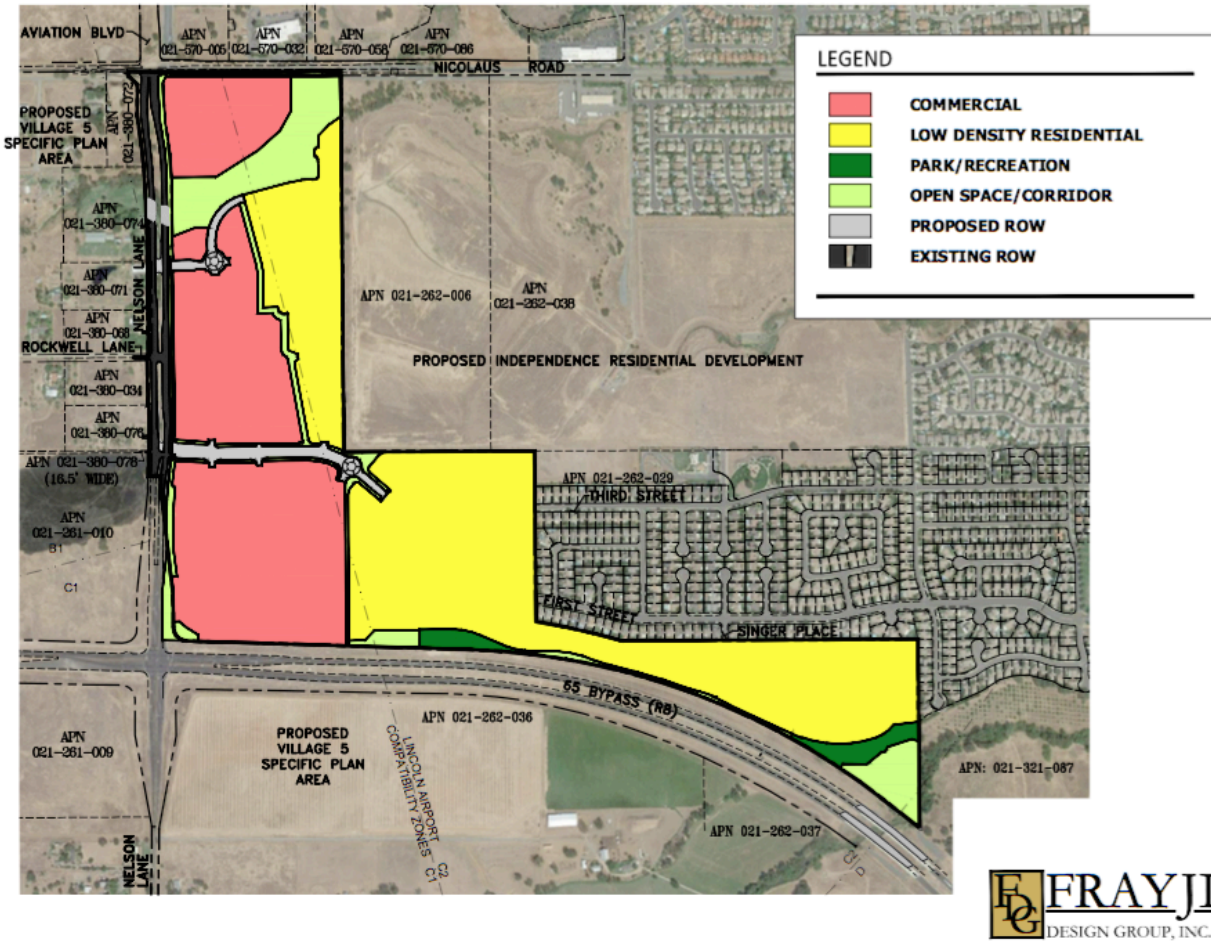 AVIATION BLVD
APN
021-570-005
APN
021-570-032
APN
021-570-058
APN
021-570-086
NICOLAUS ROAD
PROPOSED
VILLAGE 5
SPECIFIC PLAN
AREA
APN
021-380-072
APN
021-380-074
APN
021-380-071
NELSON LANE
APN
021-380-068
ROCKWELL LANE
APN
021-380-034
APN
021-380-076
APN 021-380-078
(16.5' WIDE)
APN
021-261-010
B1
C1
APN 021-262-006
APN
021-262-038
PROPOSED INDEPENDENCE RESIDENTIAL DEVELOPMENT
APN 021-262-029
THIRD STREET
FIRST STREET
SINGER PLACE
65 BYPASS (RB)
APN 021-262-036
PROPOSED
VILLAGE 5
SPECIFIC PLAN
AREA
APN
021-261-009
LINCOLN AIRPORT
COMPATIBILITY ZONES
C2
C1
APN: 021-321-087
APN 021-262-037
NELSON
LANE
LEGEND
COMMERCIAL
LOW DENSITY RESIDENTIAL
PARK/RECREATION
OPEN SPACE/CORRIDOR
PROPOSED ROW
EXISTING ROW
FDG
FRAYJI
DESIGN GROUP, INC.